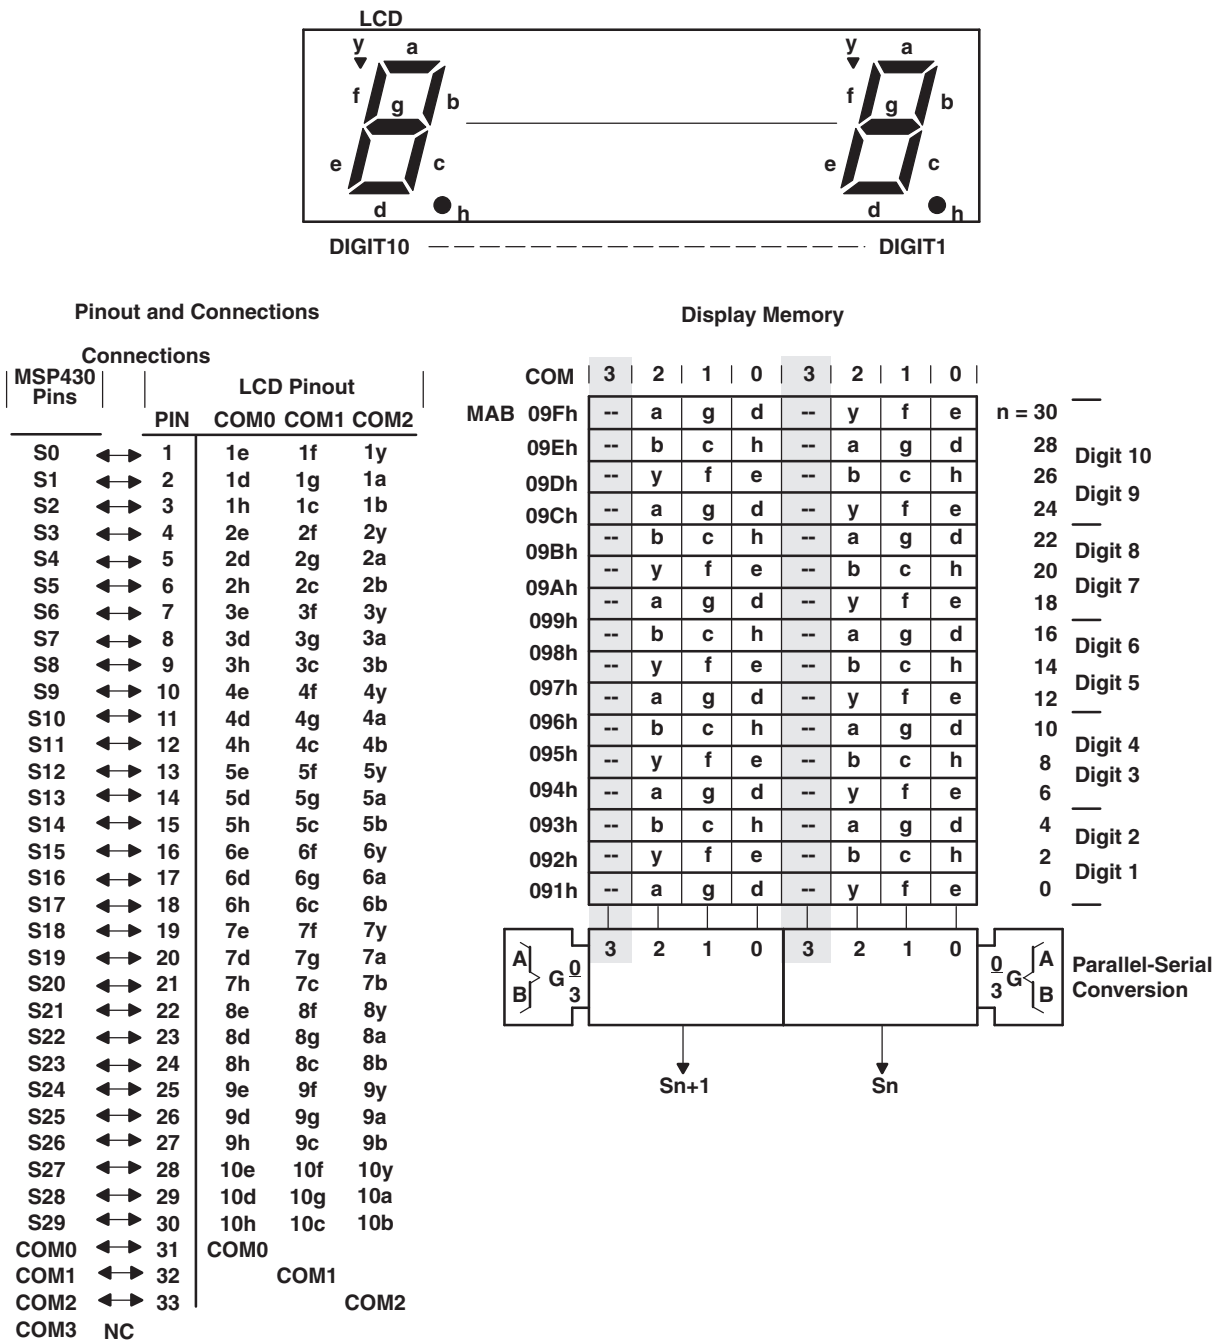 LCD
y a y a
f g b f g b
e c e c
d h d h
DIGIT10 DIGIT1
Pinout and Connections
Connections
MSP430 Pins LCD Pinout
PIN COM0 COM1 COM2
S0 1 1e 1f 1y
S1 2 1d 1g 1a
S2 3 1h 1c 1b
S3 4 2e 2f 2y
S4 5 2d 2g 2a
S5 6 2h 2c 2b
S6 7 3e 3f 3y
S7 8 3d 3g 3a
S8 9 3h 3c 3b
S9 10 4e 4f 4y
S10 11 4d 4g 4a
S11 12 4h 4c 4b
S12 13 5e 5f 5y
S13 14 5d 5g 5a
S14 15 5h 5c 5b
S15 16 6e 6f 6y
S16 17 6d 6g 6a
S17 18 6h 6c 6b
S18 19 7e 7f 7y
S19 20 7d 7g 7a
S20 21 7h 7c 7b
S21 22 8e 8f 8y
S22 23 8d 8g 8a
S23 24 8h 8c 8b
S24 25 9e 9f 9y
S25 26 9d 9g 9a
S26 27 9h 9c 9b
S27 28 10e 10f 10y
S28 29 10d 10g 10a
S29 30 10h 10c 10b
COM0 31 COM0
COM1 32 COM1
COM2 33 COM2
COM3 NC
Display Memory
COM 3 2 1 0 3 2 1 0
MAB 09Fh -- a g d -- y f e n = 30
09Eh -- b c h -- a g d 28 Digit 10
09Dh -- y f e -- b c h 26 Digit 9
09Ch -- a g d -- y f e 24
09Bh -- b c h -- a g d 22 Digit 8
09Ah -- y f e -- b c h 20 Digit 7
099h -- a g d -- y f e 18
098h -- b c h -- a g d 16 Digit 6
097h -- y f e -- b c h 14 Digit 5
096h -- a g d -- y f e 12
095h -- b c h -- a g d 10 Digit 4
-- y f e -- b c h 8 Digit 3
094h -- a g d -- y f e 6
093h -- b c h -- a g d 4 Digit 2
092h -- y f e -- b c h 2 Digit 1
091h -- a g d -- y f e 0
A B G 0 3 3 2 1 0 3 2 1 0 0 3 G A B
Parallel-Serial
Conversion
Sn+1 Sn